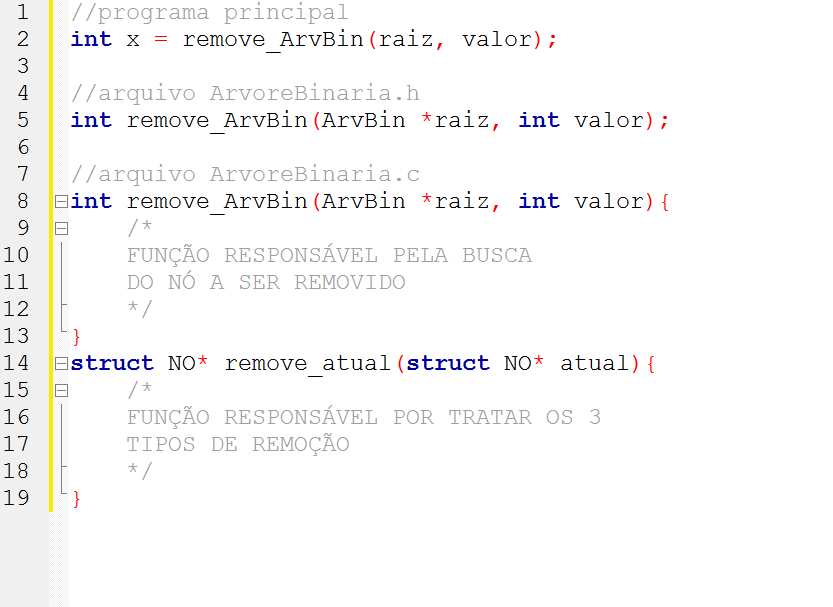 1 //programa principal
2 int x = remove_ArvBin(raiz, valor);
3
4 //arquivo ArvoreBinaria.h
5 int remove_ArvBin(ArvBin *raiz, int valor);
6
7 //arquivo ArvoreBinaria.c
8 int remove_ArvBin(ArvBin *raiz, int valor){
9 /*
10 FUNÇÃO RESPONSÁVEL PELA BUSCA
11 DO NÓ A SER REMOVIDO
12 */
13 }
14 struct NO* remove_atual(struct NO* atual){
15 /*
16 FUNÇÃO RESPONSÁVEL POR TRATAR OS 3
17 TIPOS DE REMOÇÃO
18 */
19 }